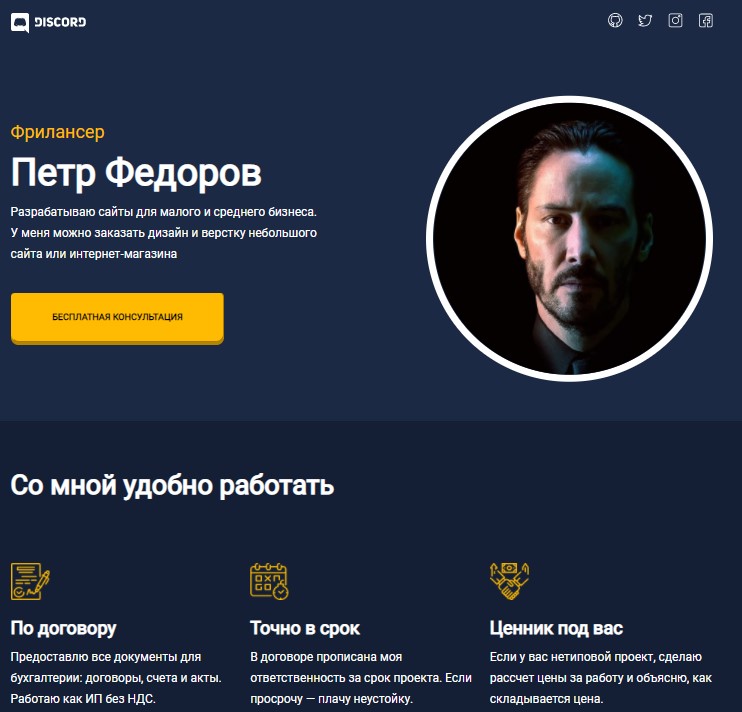 DISCORD
Фрилансер
Петр Федоров
Разрабатываю сайты для малого и среднего бизнеса.
У меня можно заказать дизайн и верстку небольшого
сайта или интернет-магазина
БЕСПЛАТНАЯ КОНСУЛЬТАЦИЯ
Со мной удобно работать
По договору
Предоставлю все документы для
бухгалтерии: договоры, счета и акты.
Работаю как ИП без НДС.
Точно в срок
В договоре прописана моя
ответственность за срок проекта. Если
просрочу — плачу неустойку.
Ценник под вас
Если у вас нетиповой проект, сделаю
рассчет цены за работу и объясню, как
складывается цена.